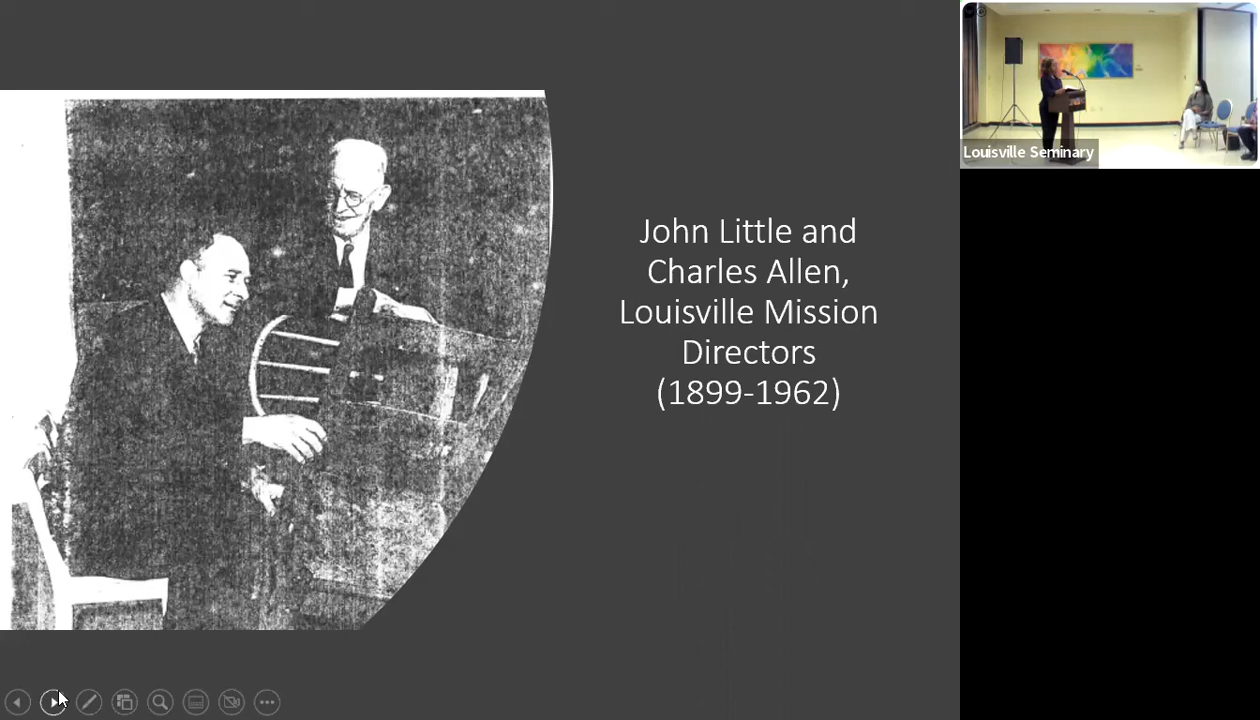 John Little and
Charles Allen,
Louisville Mission
Directors
(1899-1962)
Louisville Seminary